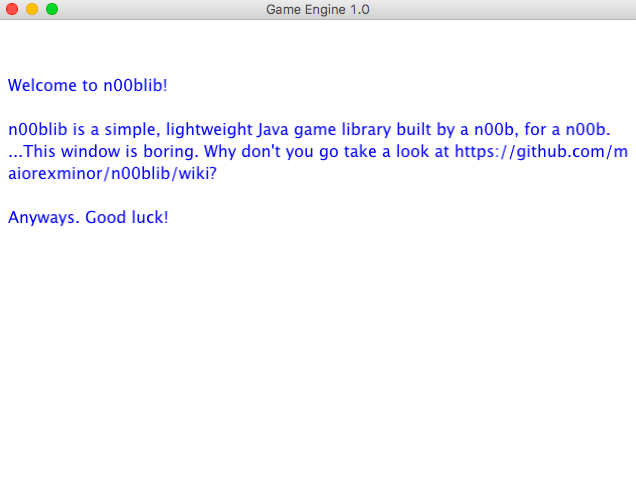 Game Engine 1.0
Welcome to n00blib!
n00blib is a simple, lightweight Java game library built by a n00b, for a n00b.
...This window is boring. Why don't you go take a look at https://github.com/m
aiorexminor/n00blib/wiki?
Anyways. Good luck!